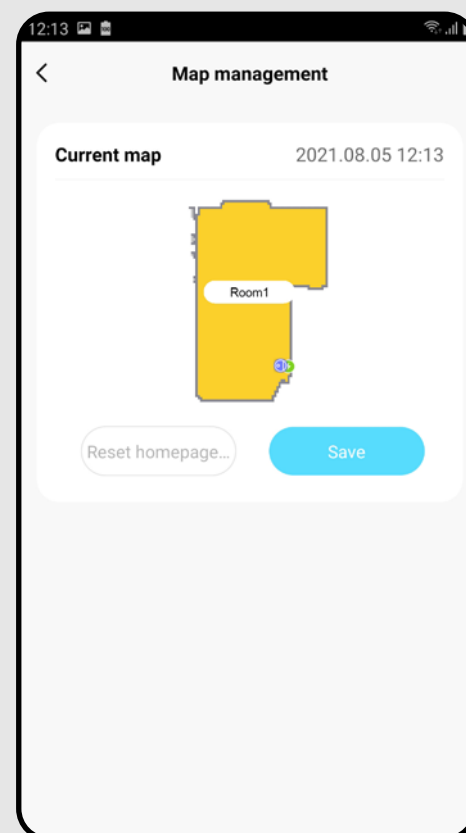 12:13
Map management
Current map 2021.08.05 12:13
Room1
Reset homepage... Save